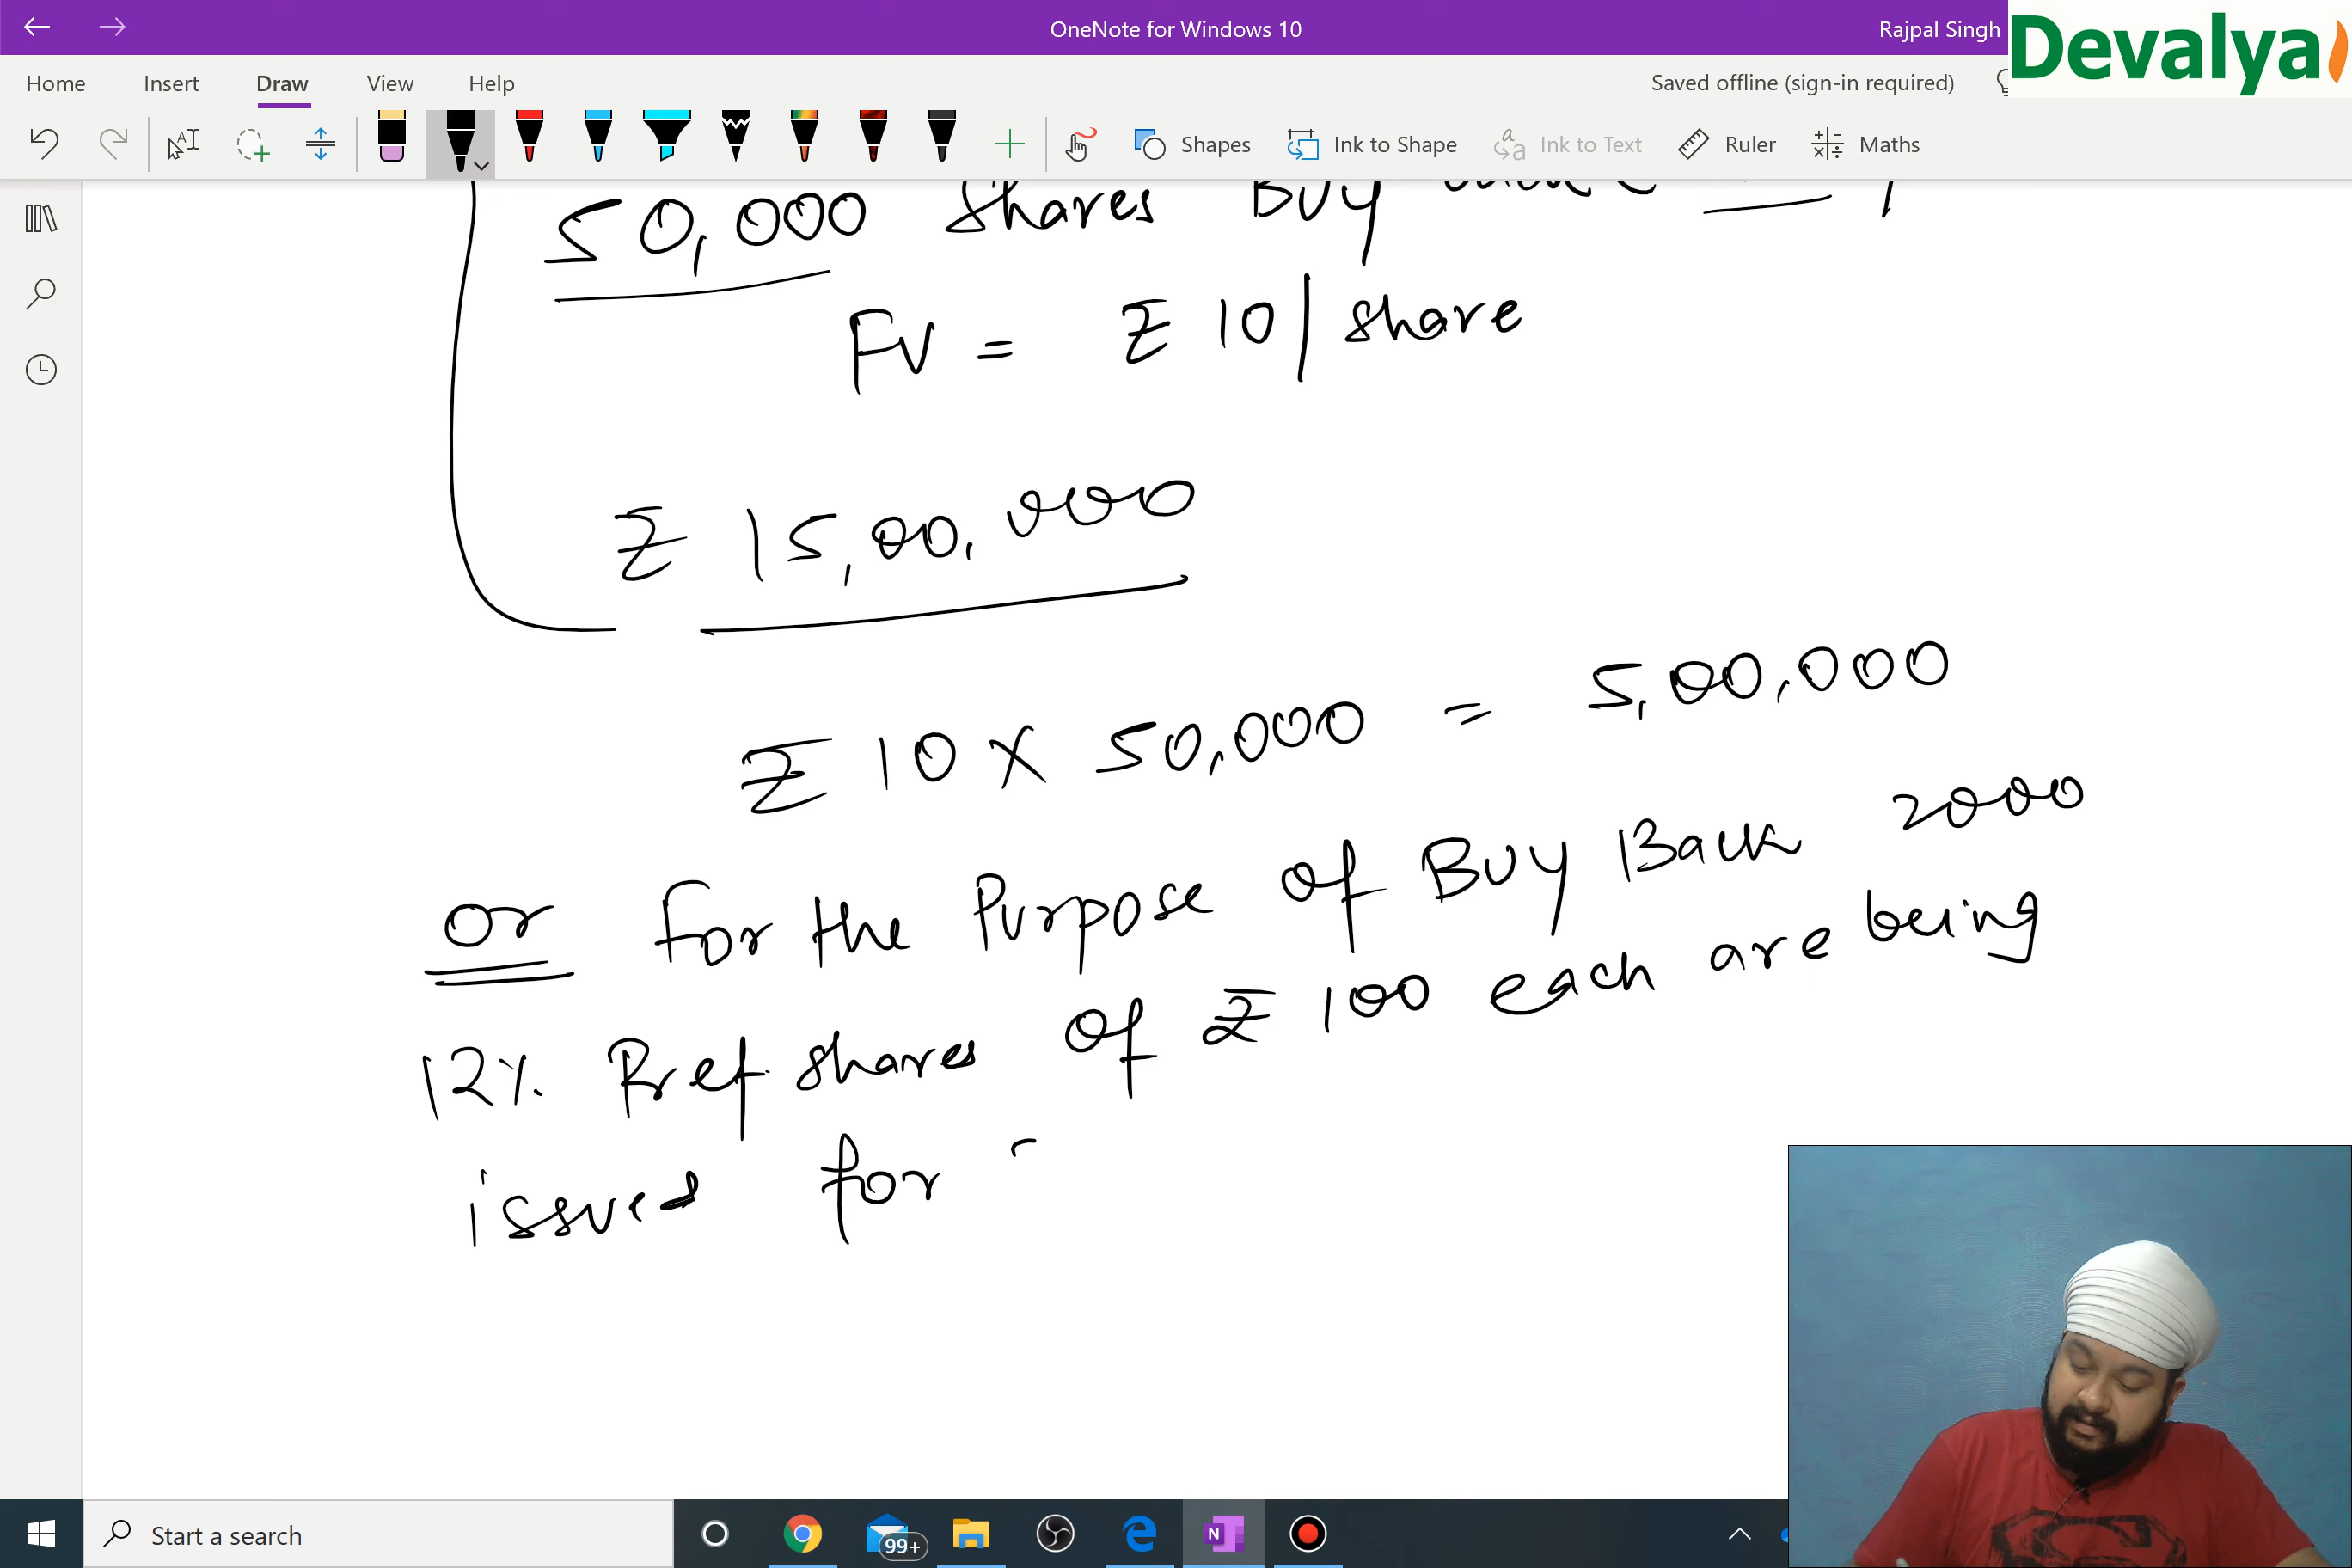 OneNote for Windows 10
Rajpal Singh
Devalya
Home Insert Draw View Help
Saved offline (sign-in required)
Shapes Ink to Shape Ink to Text Ruler Maths
50,000 shares Buy
FV = ₹ 10/share
₹ 15,00,000
₹ 10 × 50,000 = 5,00,000
Or For the Purpose of Buy Back 2000
12% Pref shares of ₹ 100 each are being
issued for
99+
Start a search